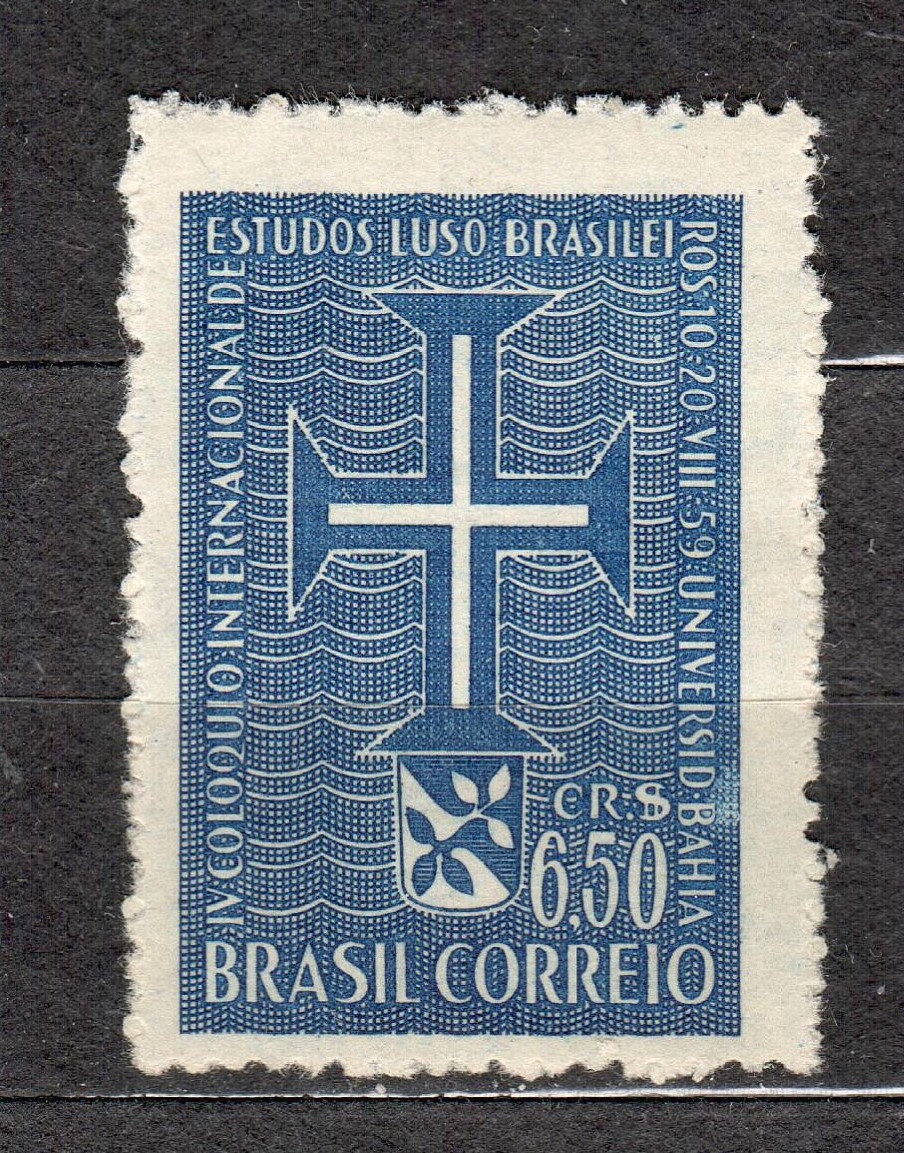 IV COLOQUIO INTERNACIONAL DE
ESTUDOS LUSO BRASILEI
ROS 10-20 VIII 59 UNIVERSID BAHIA
CR.$
6,50
BRASIL CORREIO